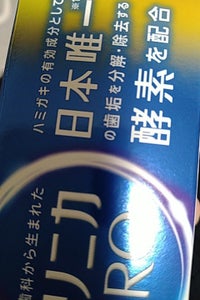 ハミガキの有効成分として
日本唯一
※
の歯垢を分解・除去する
酵素を配合
歯科から生まれた
リニカ
RO